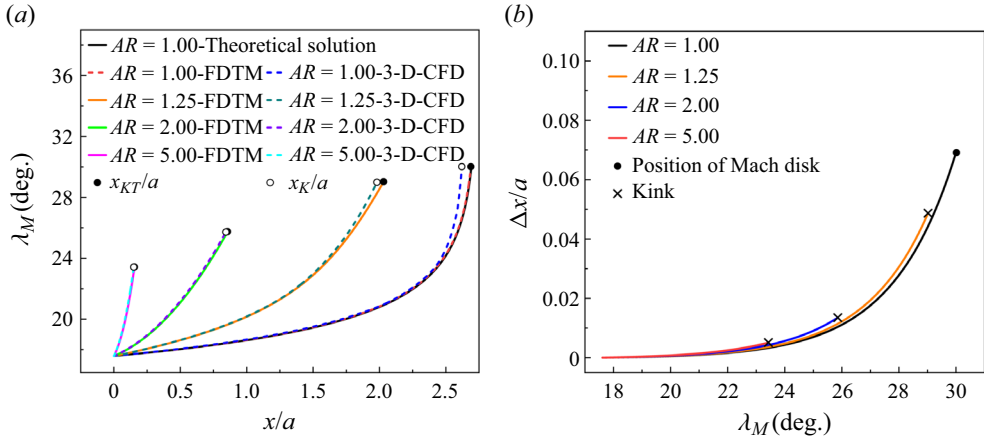 (a)
AR = 1.00-Theoretical solution
AR = 1.00-FDTM AR = 1.00-3-D-CFD
AR = 1.25-FDTM AR = 1.25-3-D-CFD
AR = 2.00-FDTM AR = 2.00-3-D-CFD
AR = 5.00-FDTM AR = 5.00-3-D-CFD
x_KT/a x_K/a
λ_M (deg.)
36
32
28
24
20
0 0.5 1.0 1.5 2.0 2.5
x/a
(b)
AR = 1.00
AR = 1.25
AR = 2.00
AR = 5.00
Position of Mach disk
Kink
Δx/a
0.10
0.08
0.06
0.04
0.02
0
18 20 22 24 26 28 30
λ_M (deg.)